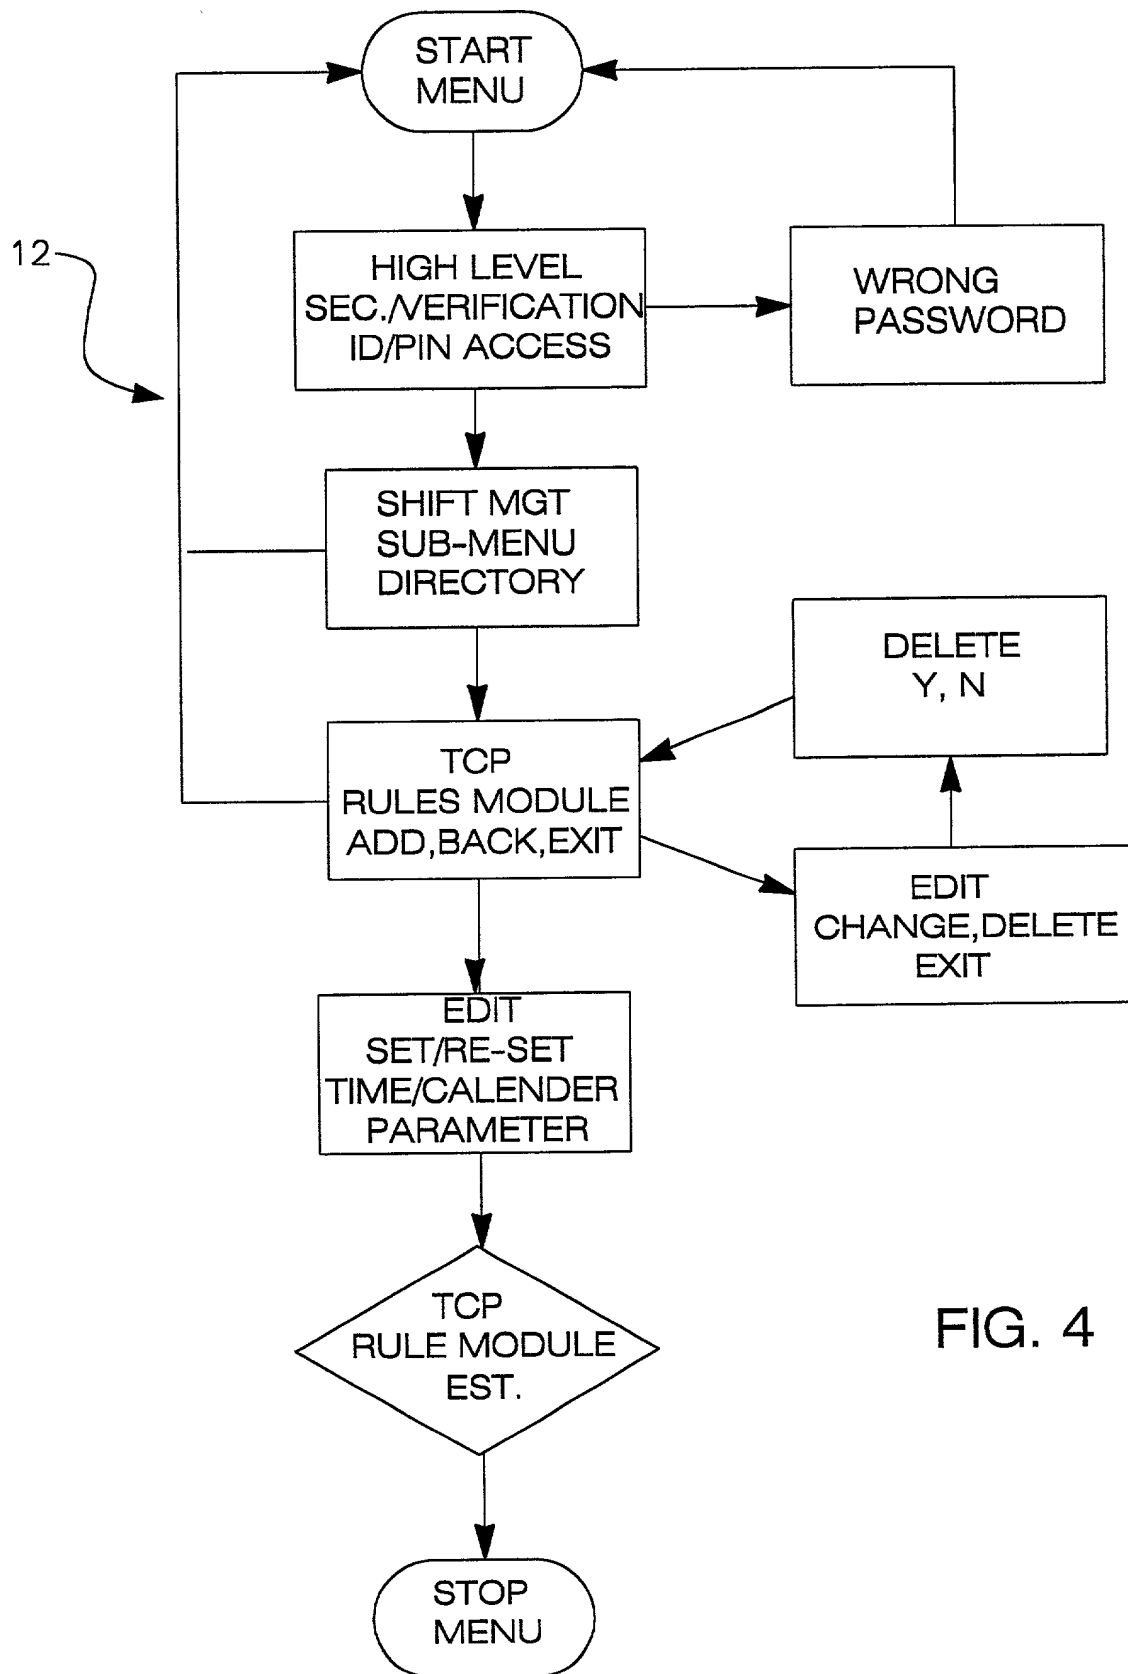 START
MENU
12
HIGH LEVEL
SEC./VERIFICATION
ID/PIN ACCESS
WRONG
PASSWORD
SHIFT MGT
SUB-MENU
DIRECTORY
DELETE
Y, N
TCP
RULES MODULE
ADD,BACK,EXIT
EDIT
CHANGE,DELETE
EXIT
EDIT
SET/RE-SET
TIME/CALENDER
PARAMETER
TCP
RULE MODULE
EST.
FIG. 4
STOP
MENU